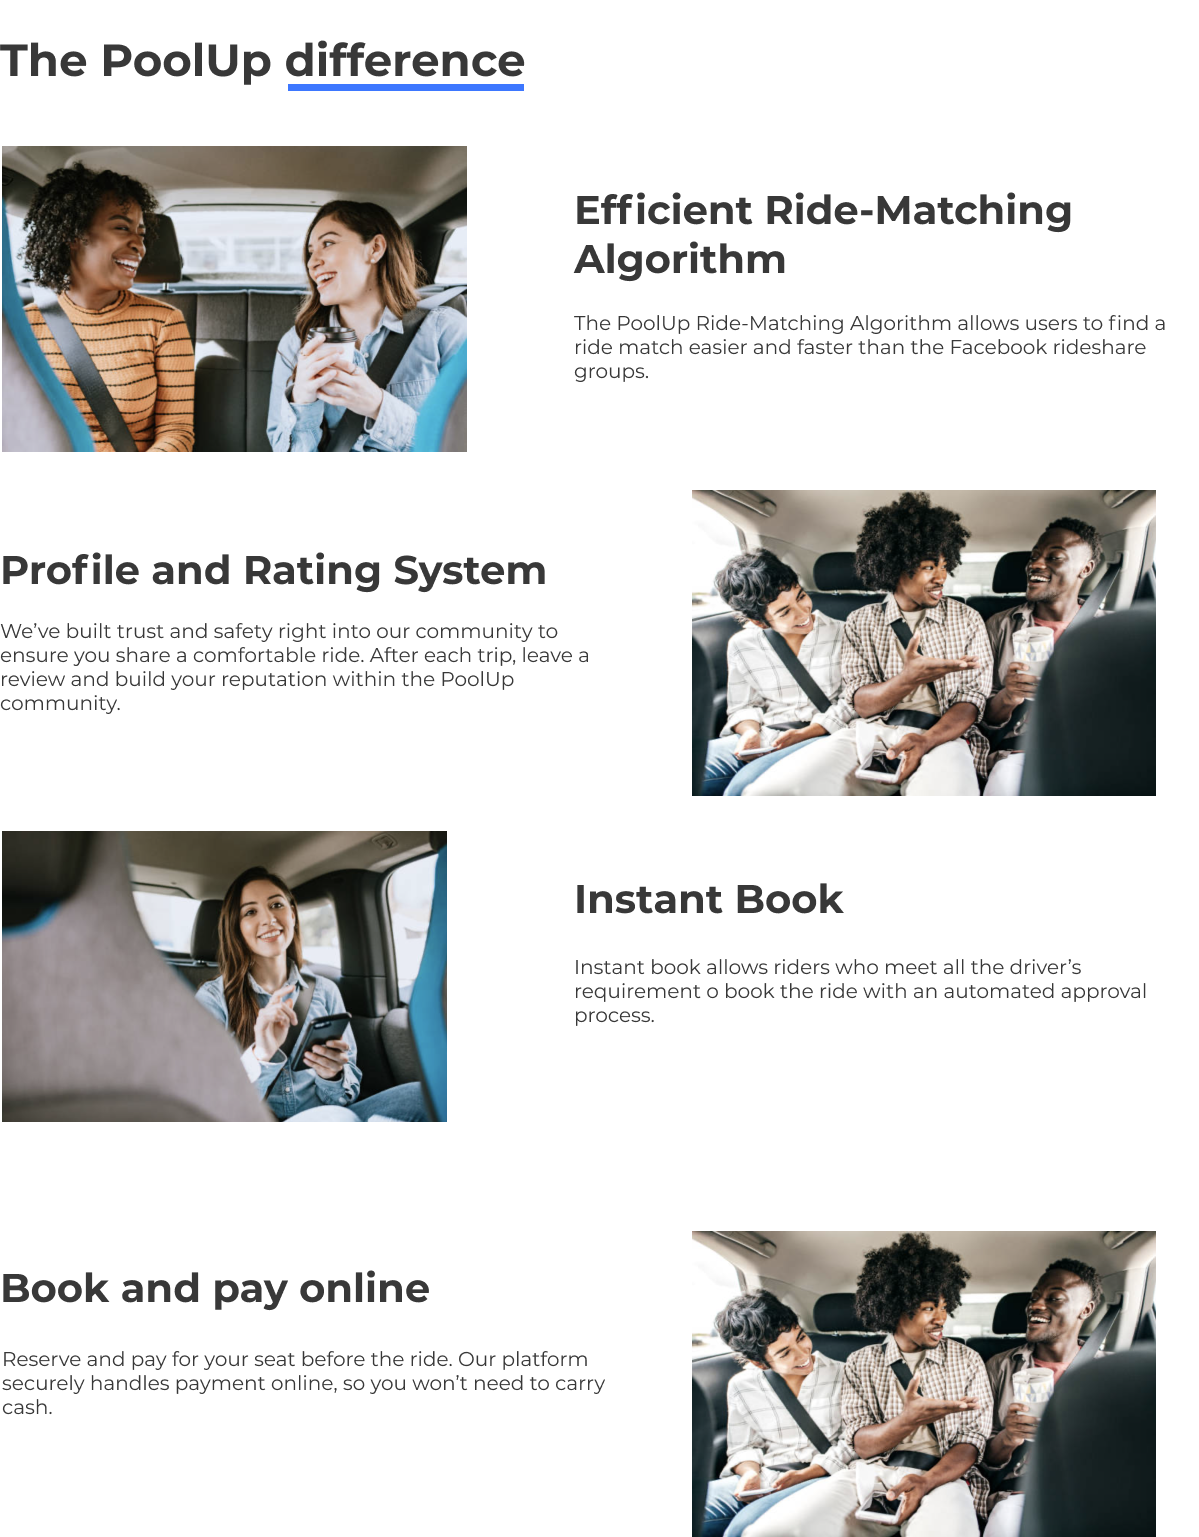 The PoolUp difference
Efficient Ride-Matching
Algorithm
The PoolUp Ride-Matching Algorithm allows users to find a
ride match easier and faster than the Facebook rideshare
groups.
Profile and Rating System
We’ve built trust and safety right into our community to
ensure you share a comfortable ride. After each trip, leave a
review and build your reputation within the PoolUp
community.
Instant Book
Instant book allows riders who meet all the driver’s
requirement o book the ride with an automated approval
process.
Book and pay online
Reserve and pay for your seat before the ride. Our platform
securely handles payment online, so you won’t need to carry
cash.